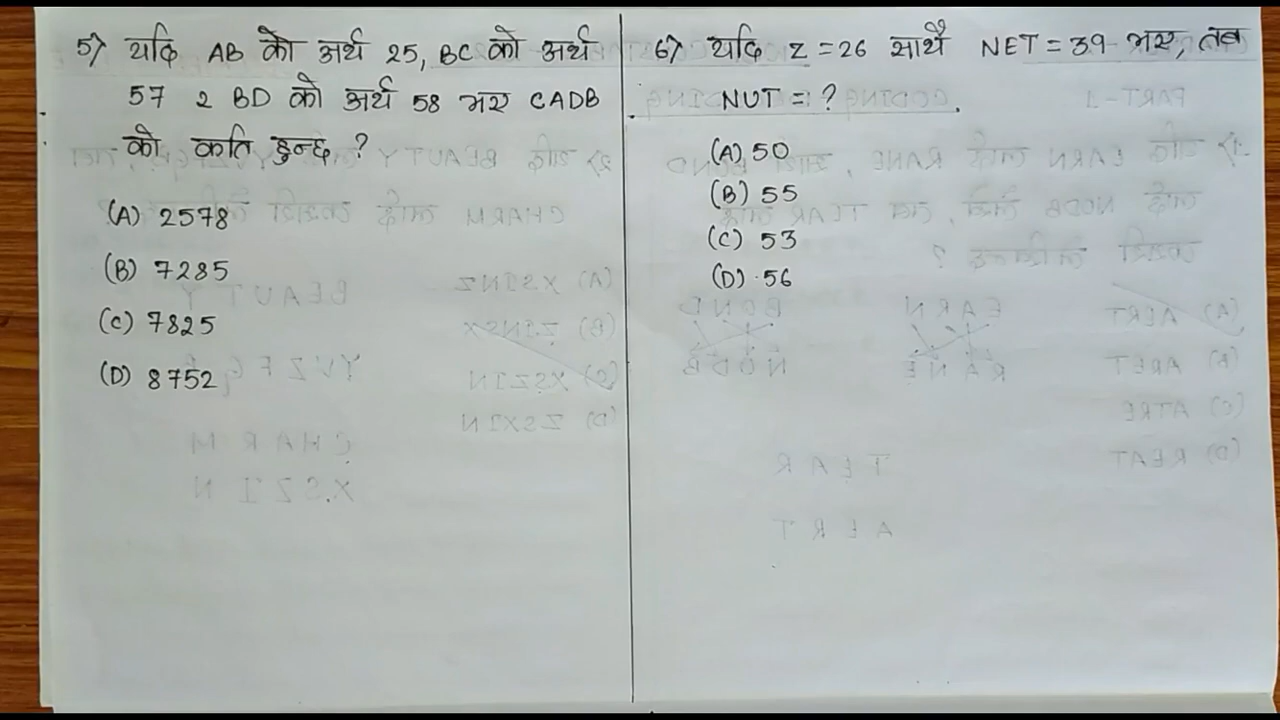 5) यदि AB को अर्थ 25, BC को अर्थ
57 र BD को अर्थ 58 भए CADB
को कति हुन्छ ?
(A) 2578
(B) 7285
(C) 7825
(D) 8752
6) यदि Z = 26 साथै NET = 39 भए, तब
NUT = ?
(A) 50
(B) 55
(C) 53
(D) 56